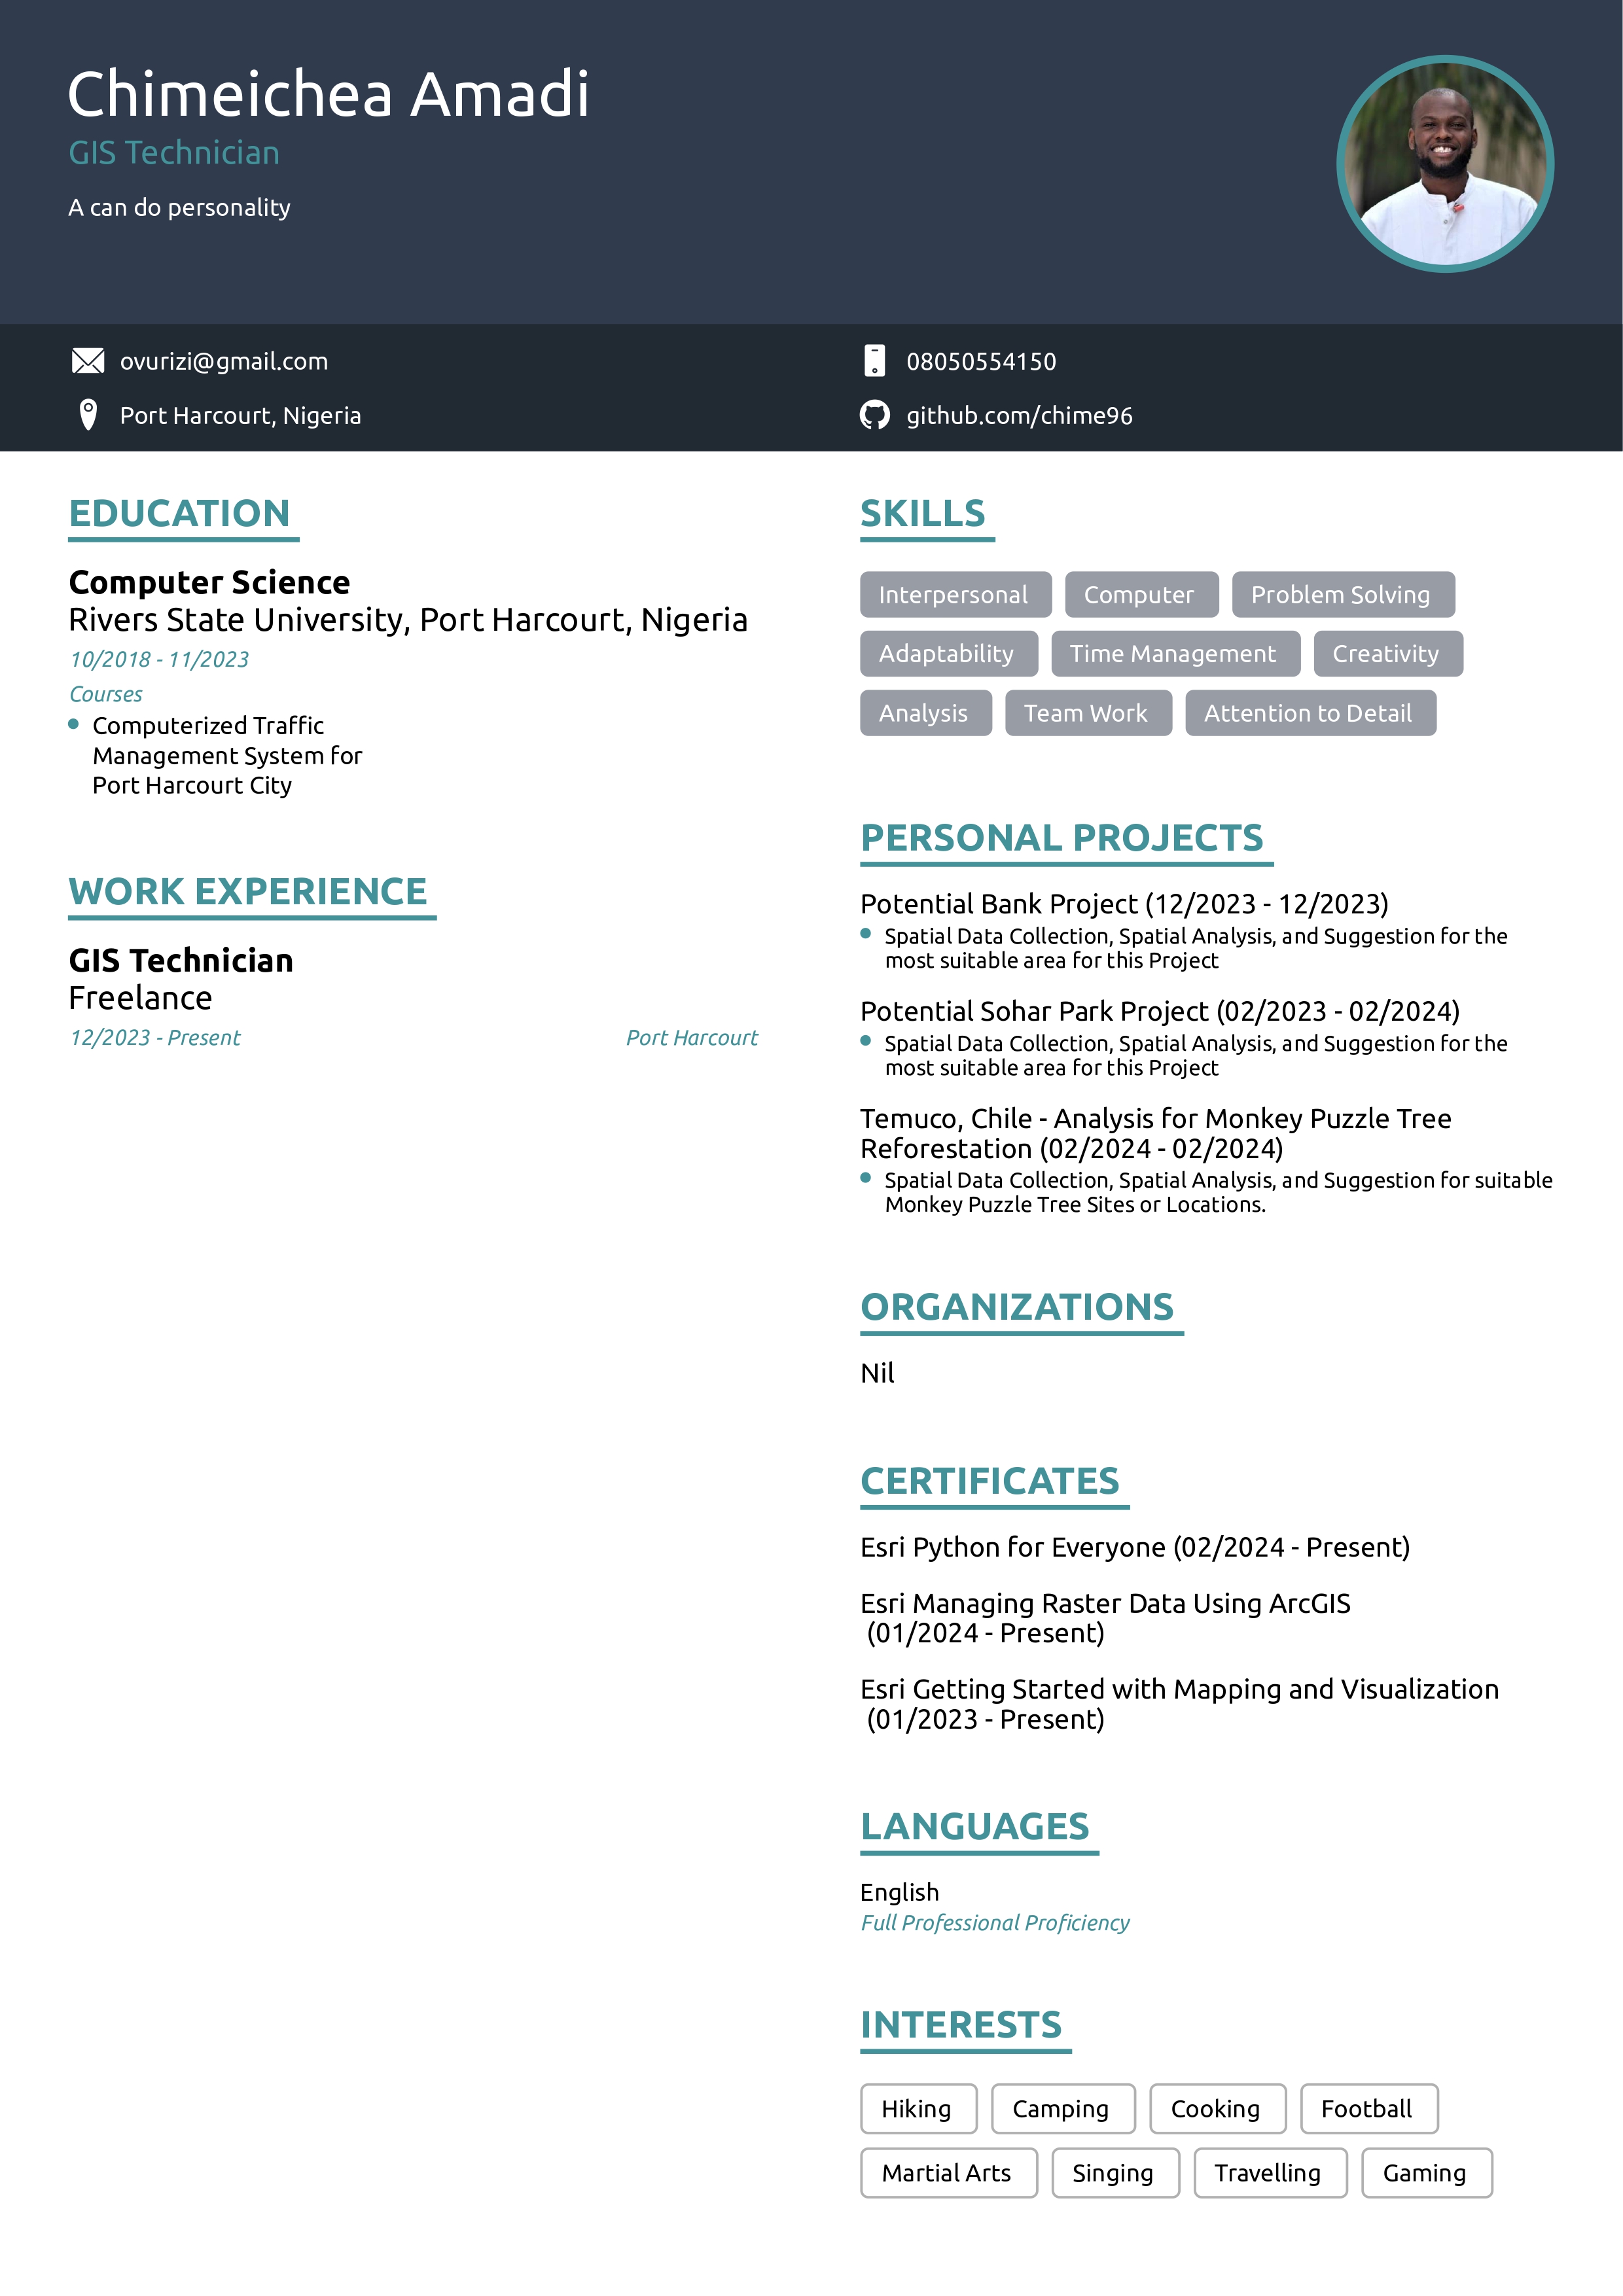 Chimeichea Amadi
GIS Technician
A can do personality
ovurizi@gmail.com
08050554150
Port Harcourt, Nigeria
github.com/chime96
EDUCATION
Computer Science
Rivers State University, Port Harcourt, Nigeria
10/2018 - 11/2023
Courses
Computerized Traffic
Management System for
Port Harcourt City
WORK EXPERIENCE
GIS Technician
Freelance
12/2023 - Present
Port Harcourt
SKILLS
Interpersonal
Computer
Problem Solving
Adaptability
Time Management
Creativity
Analysis
Team Work
Attention to Detail
PERSONAL PROJECTS
Potential Bank Project (12/2023 - 12/2023)
Spatial Data Collection, Spatial Analysis, and Suggestion for the
most suitable area for this Project
Potential Sohar Park Project (02/2023 - 02/2024)
Spatial Data Collection, Spatial Analysis, and Suggestion for the
most suitable area for this Project
Temuco, Chile - Analysis for Monkey Puzzle Tree
Reforestation (02/2024 - 02/2024)
Spatial Data Collection, Spatial Analysis, and Suggestion for suitable
Monkey Puzzle Tree Sites or Locations.
ORGANIZATIONS
Nil
CERTIFICATES
Esri Python for Everyone (02/2024 - Present)
Esri Managing Raster Data Using ArcGIS
(01/2024 - Present)
Esri Getting Started with Mapping and Visualization
(01/2023 - Present)
LANGUAGES
English
Full Professional Proficiency
INTERESTS
Hiking
Camping
Cooking
Football
Martial Arts
Singing
Travelling
Gaming